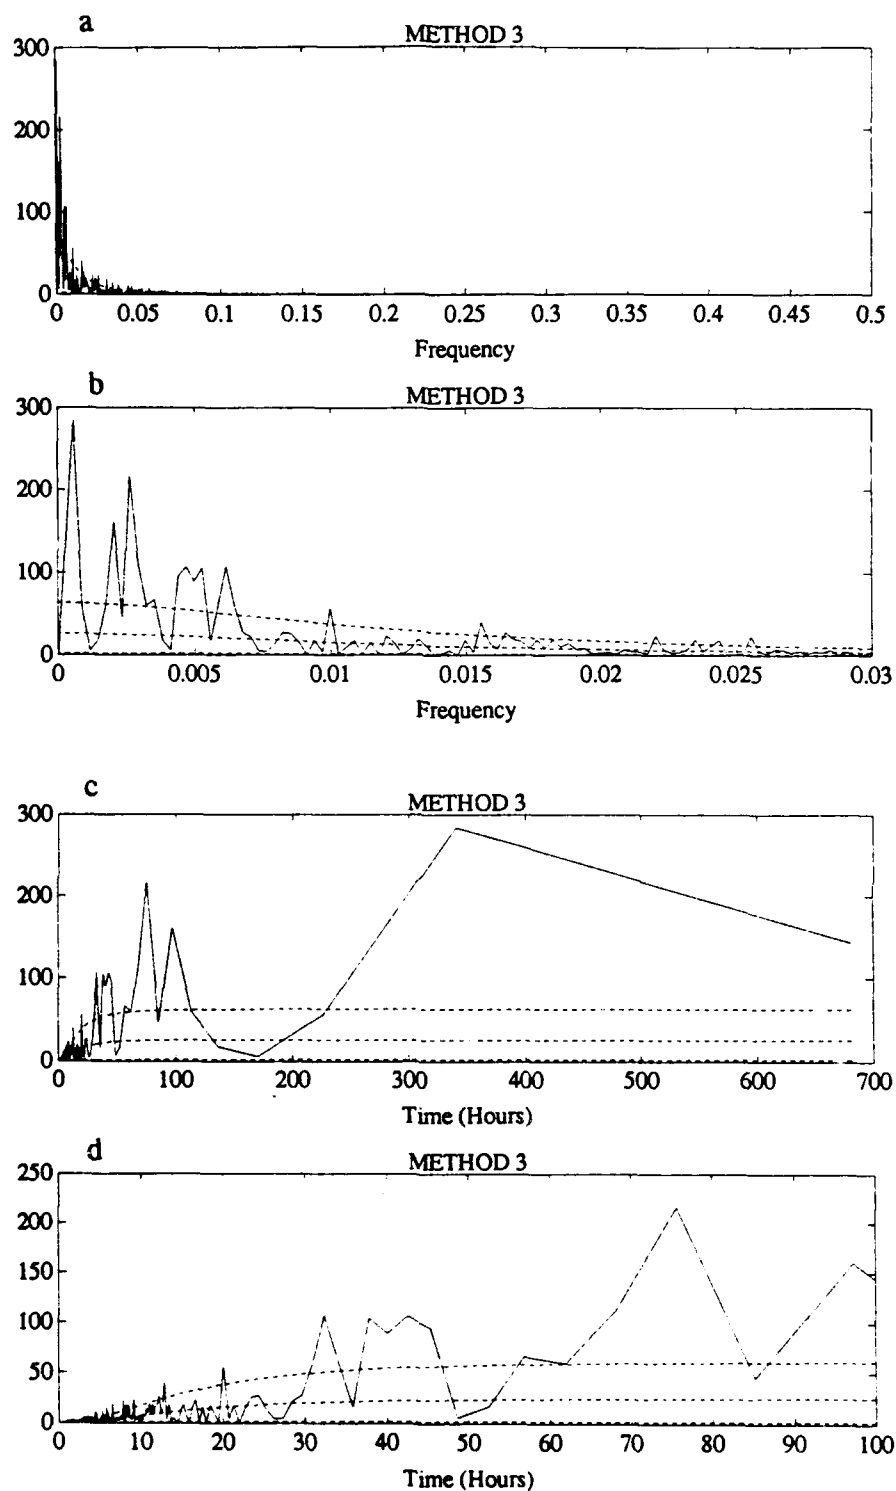 a
METHOD 3
300
200
100
0
0 0.05 0.1 0.15 0.2 0.25 0.3 0.35 0.4 0.45 0.5
Frequency
b
METHOD 3
300
200
100
0
0 0.005 0.01 0.015 0.02 0.025 0.03
Frequency
c
METHOD 3
300
200
100
0
0 100 200 300 400 500 600 700
Time (Hours)
d
METHOD 3
250
200
150
100
50
0
0 10 20 30 40 50 60 70 80 90 100
Time (Hours)